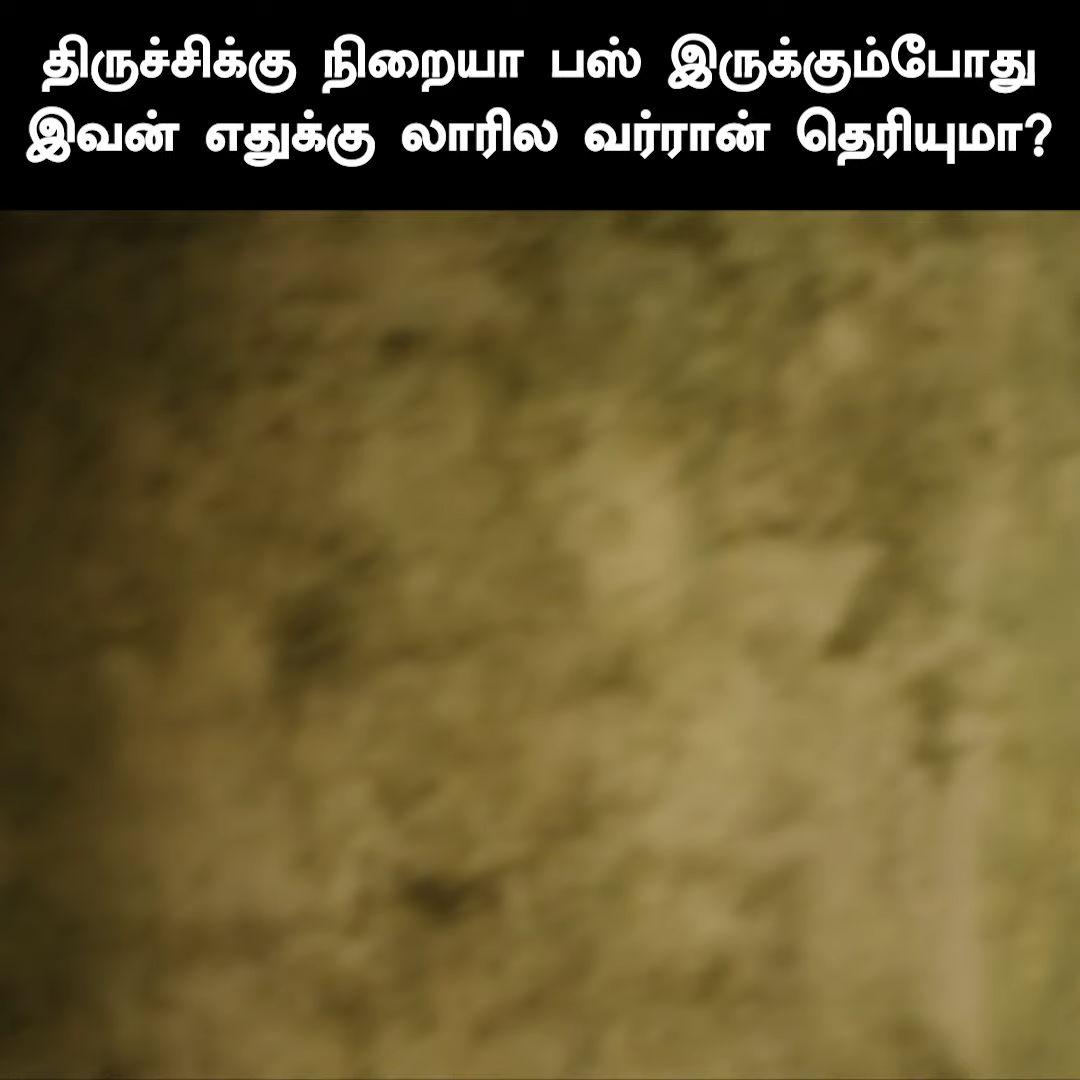 திருச்சிக்கு நிறையா பஸ் இருக்கும்போது
இவன் எதுக்கு லாரில வர்ரான் தெரியுமா?